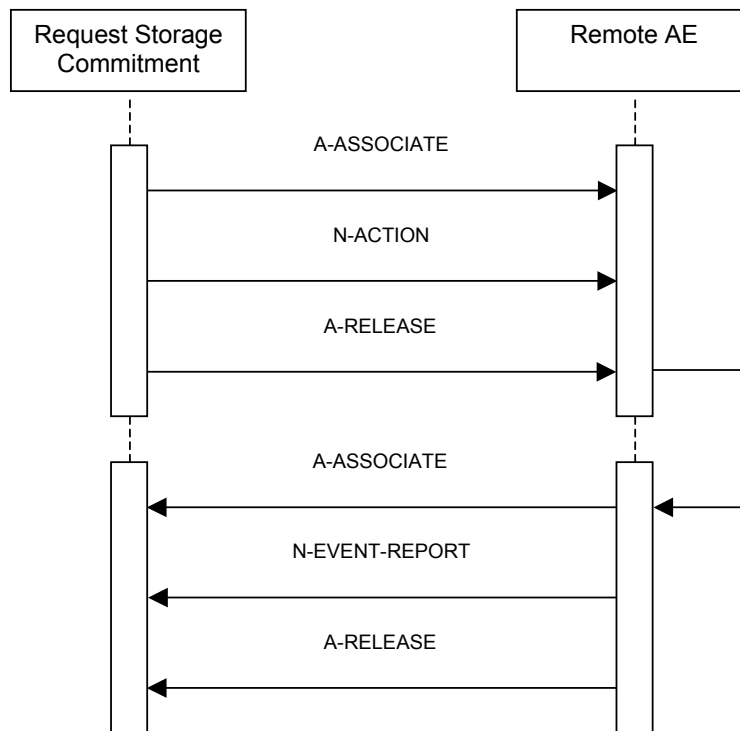 Request Storage
Commitment
Remote AE
A-ASSOCIATE
N-ACTION
A-RELEASE
A-ASSOCIATE
N-EVENT-REPORT
A-RELEASE